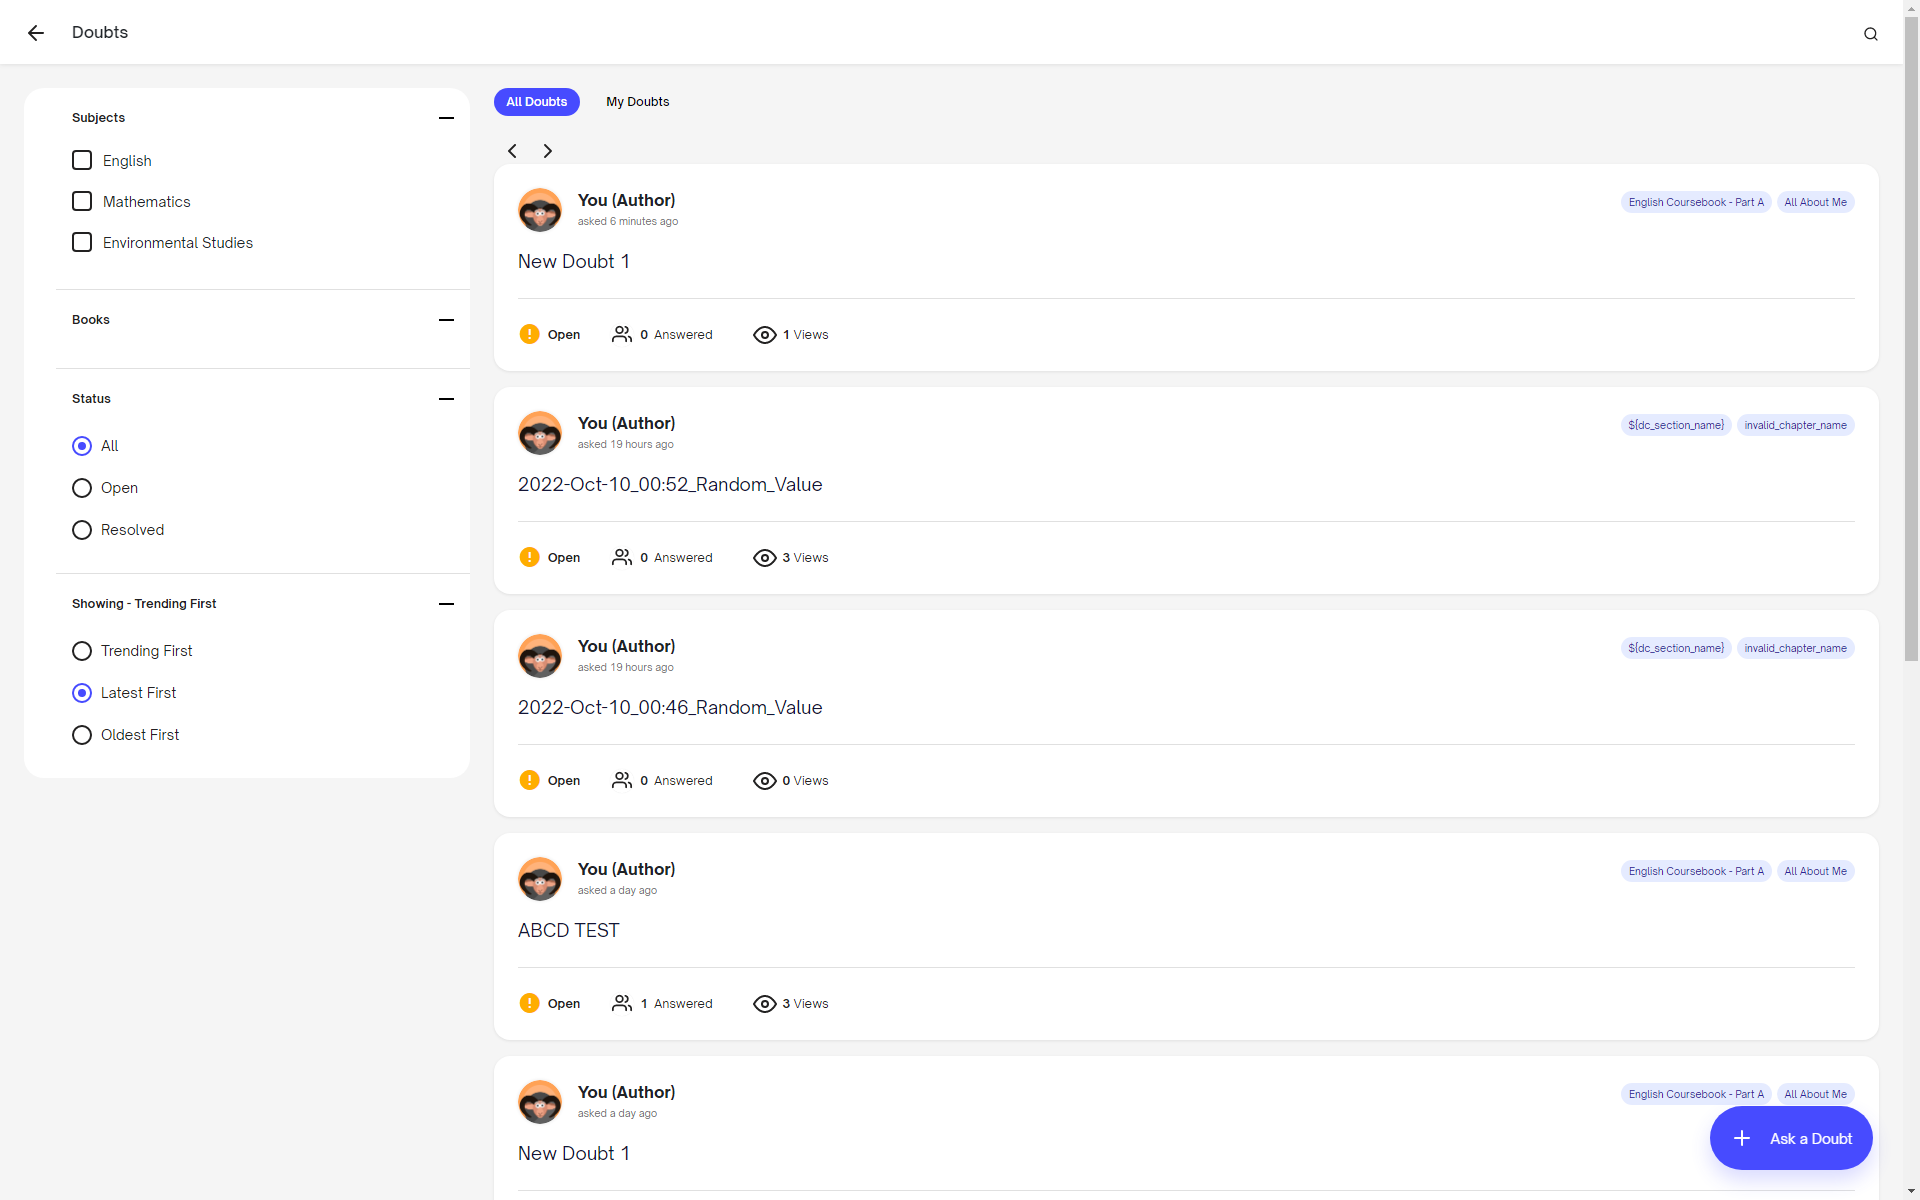 Doubts
Subjects
English
Mathematics
Environmental Studies
Books
Status
All
Open
Resolved
Showing - Trending First
Trending First
Latest First
Oldest First
All Doubts My Doubts
You (Author)
asked 6 minutes ago
English Coursebook - Part A All About Me
New Doubt 1
Open 0 Answered 1 Views
You (Author)
asked 19 hours ago
${dc_section_name} invalid_chapter_name
2022-Oct-10_00:52_Random_Value
Open 0 Answered 3 Views
You (Author)
asked 19 hours ago
${dc_section_name} invalid_chapter_name
2022-Oct-10_00:46_Random_Value
Open 0 Answered 0 Views
You (Author)
asked a day ago
English Coursebook - Part A All About Me
ABCD TEST
Open 1 Answered 3 Views
You (Author)
asked a day ago
English Coursebook - Part A All About Me
New Doubt 1
Ask a Doubt